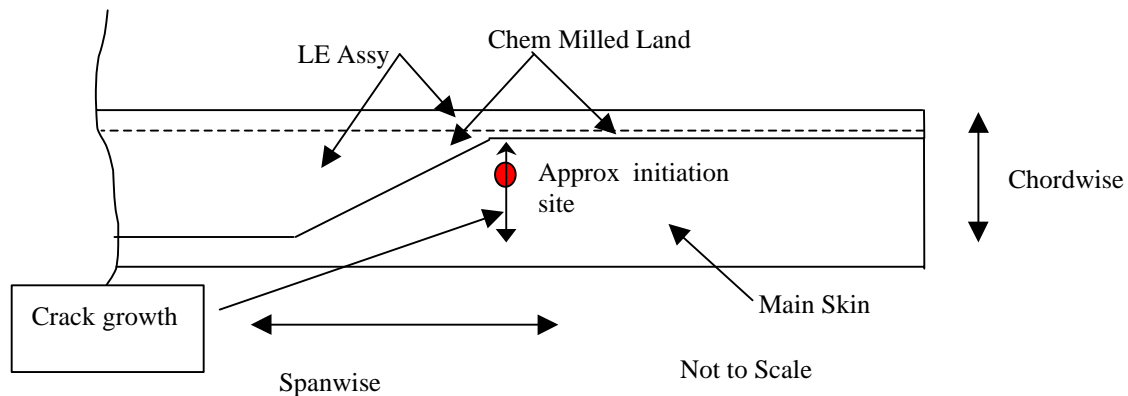 LE Assy
Chem Milled Land
Approx initiation
site
Chordwise
Crack growth
Main Skin
Spanwise
Not to Scale